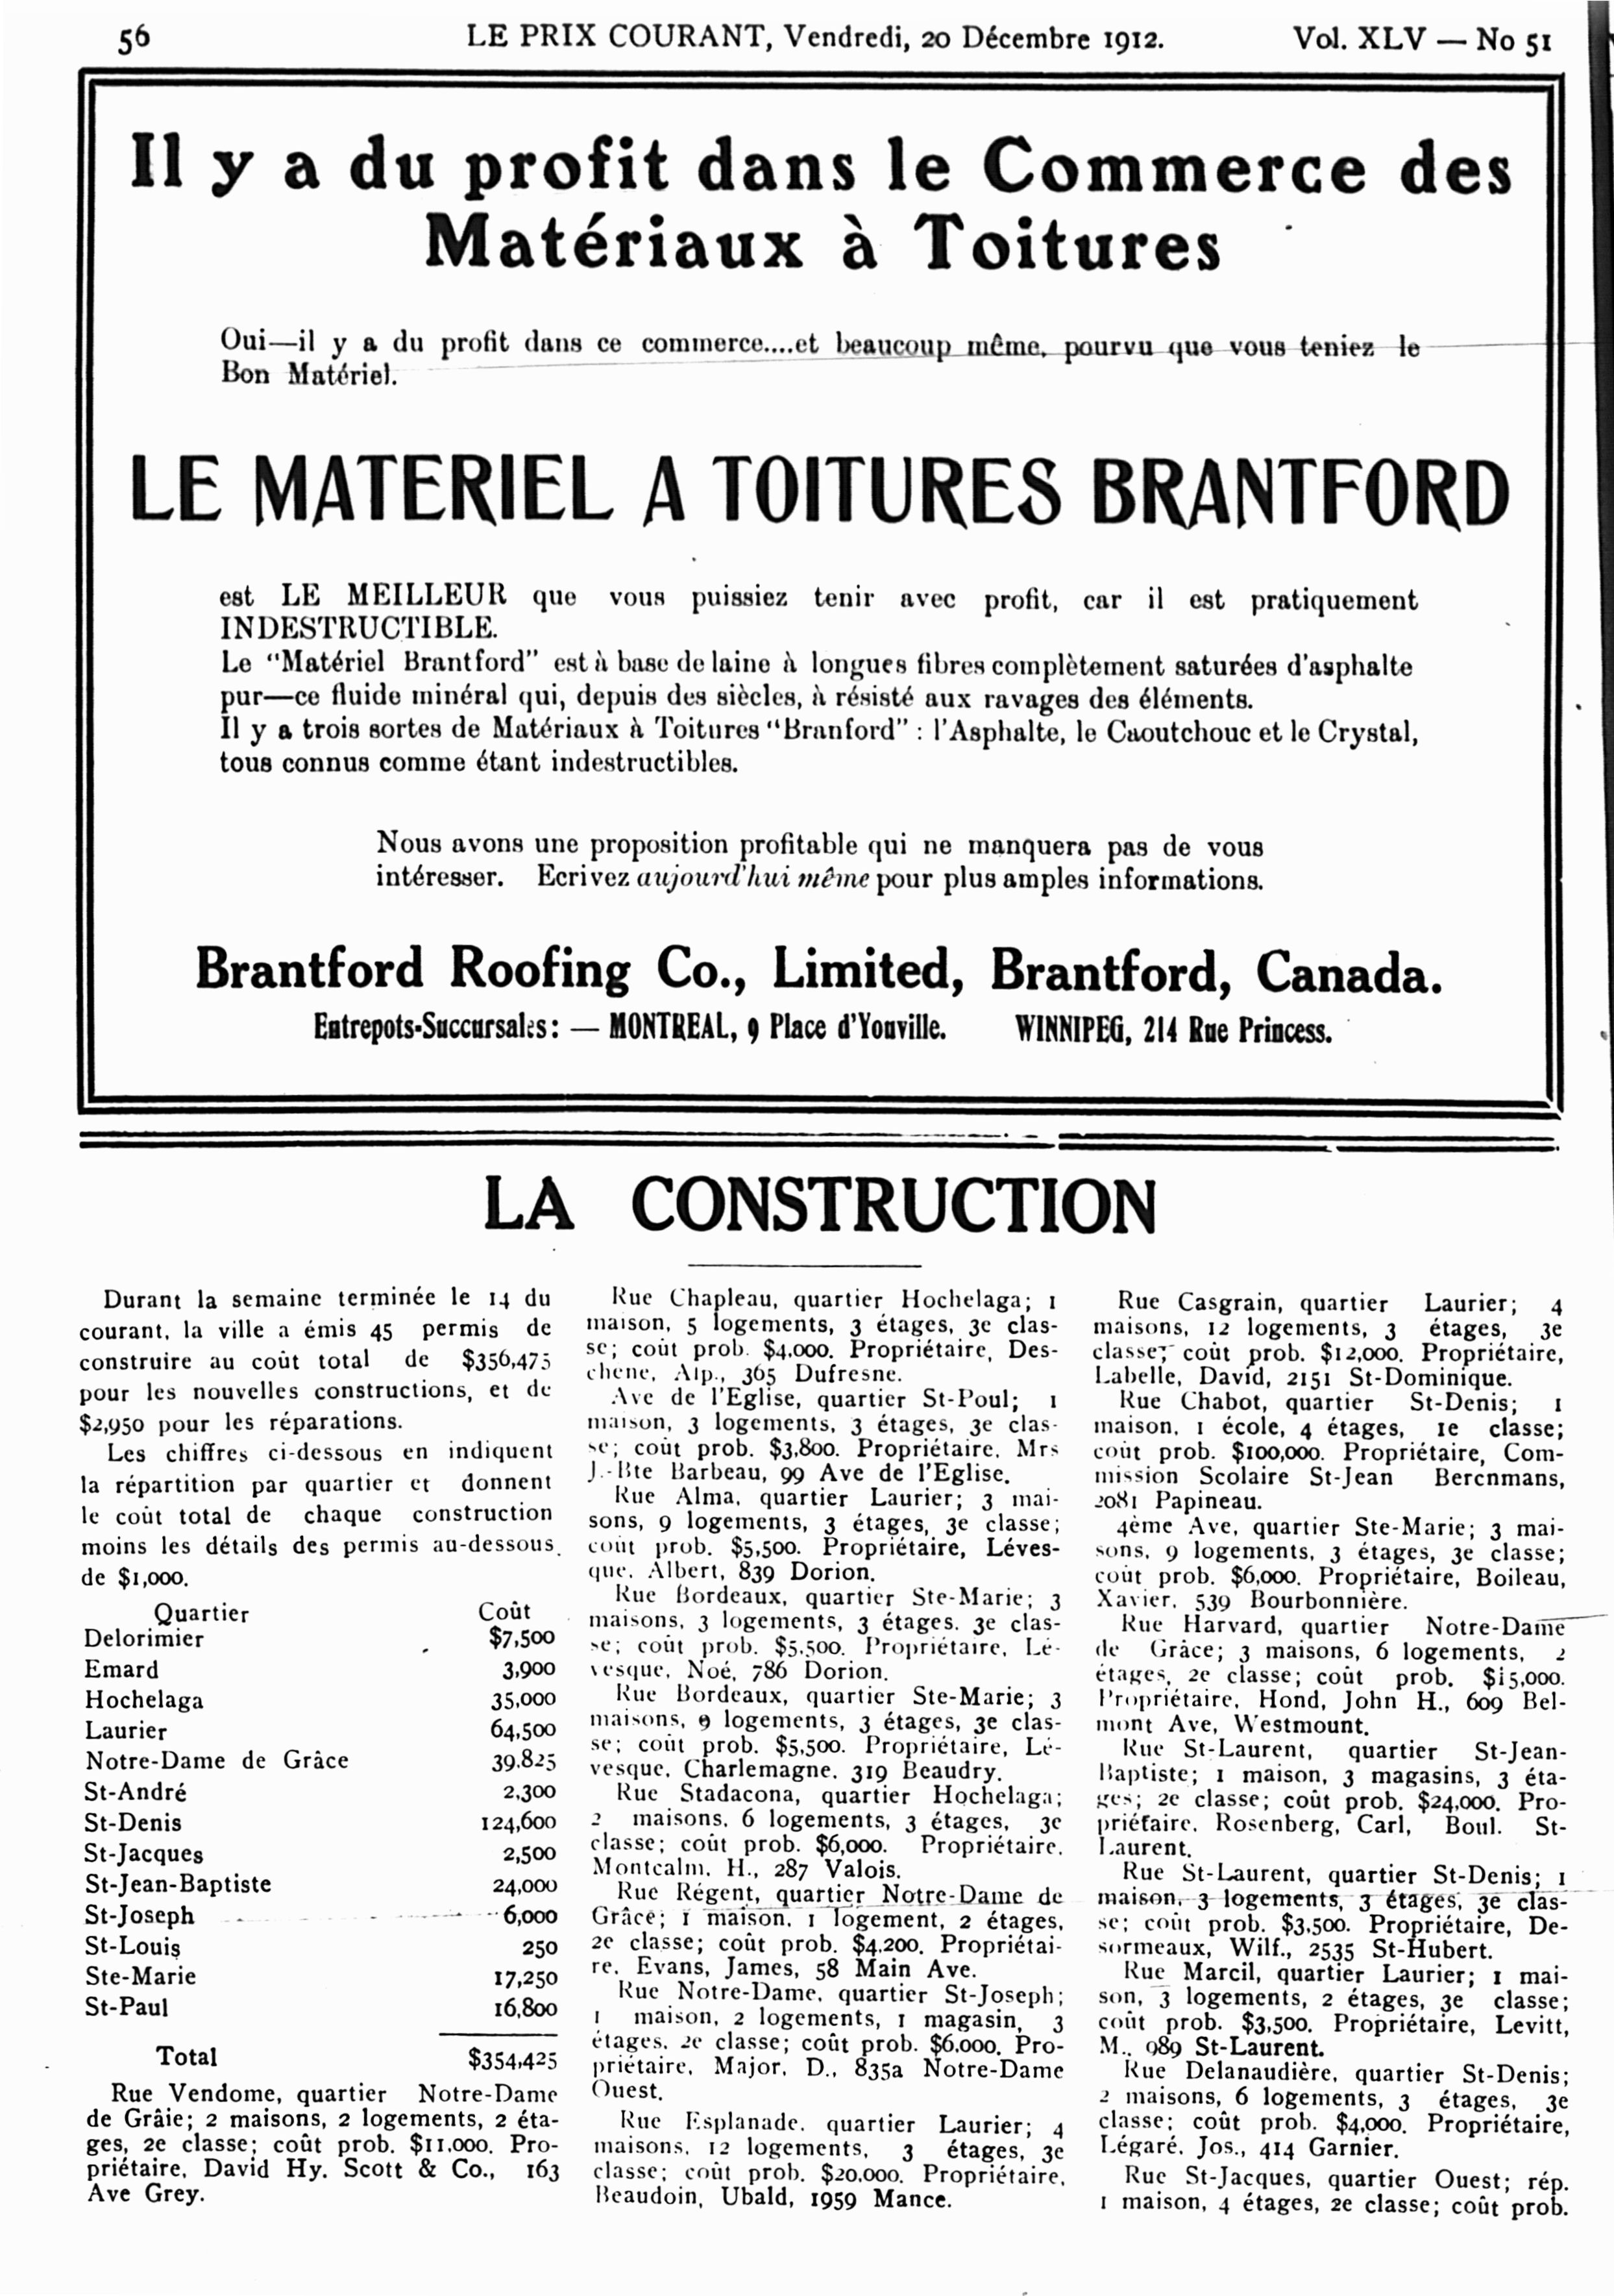 56
LE PRIX COURANT, Vendredi, 20 Décembre 1912.
Vol. XLV — No 51
Il y a du profit dans le Commerce des
Matériaux à Toitures
Oui—il y a du profit dans ce commerce....et beaucoup même, pourvu que vous teniez le
Bon Matériel.
LE MATERIEL A TOITURES BRANTFORD
est LE MEILLEUR que vous puissiez tenir avec profit, car il est pratiquement
INDESTRUCTIBLE.
Le "Matériel Brantford" est à base de laine à longues fibres complètement saturées d'asphalte
pur—ce fluide minéral qui, depuis des siècles, à résisté aux ravages des éléments.
Il y a trois sortes de Matériaux à Toitures "Branford" : l'Asphalte, le Caoutchouc et le Crystal,
tous connus comme étant indestructibles.
Nous avons une proposition profitable qui ne manquera pas de vous
intéresser. Ecrivez aujourd'hui même pour plus amples informations.
Brantford Roofing Co., Limited, Brantford, Canada.
Entrepots-Succursales: — MONTREAL, 9 Place d'Youville. WINNIPEG, 214 Rue Princess.
LA CONSTRUCTION
Durant la semaine terminée le 14 du
courant, la ville a émis 45 permis de
construire au coût total de $356,475
pour les nouvelles constructions, et de
$2,950 pour les réparations.
Les chiffres ci-dessous en indiquent
la répartition par quartier et donnent
le coût total de chaque construction
moins les détails des permis au-dessous
de $1,000.
Quartier Coût
Delorimier $7,500
Emard 3,900
Hochelaga 35,000
Laurier 64,500
Notre-Dame de Grâce 39,825
St-André 2,300
St-Denis 124,600
St-Jacques 2,500
St-Jean-Baptiste 24,000
St-Joseph 6,000
St-Louis 250
Ste-Marie 17,250
St-Paul 16,800
Total $354,425
Rue Vendome, quartier Notre-Dame
de Grâie; 2 maisons, 2 logements, 2 éta-
ges, 2e classe; coût prob. $11,000. Pro-
priétaire, David Hy. Scott & Co., 163
Ave Grey.
Rue Chapleau, quartier Hochelaga; 1
maison, 5 logements, 3 étages, 3e clas-
se; coût prob. $4,000. Propriétaire, Des-
chene, Alp., 365 Dufresne.
Ave de l'Eglise, quartier St-Poul; 1
maison, 3 logements, 3 étages, 3e clas-
se; coût prob. $3,800. Propriétaire, Mrs
J.-Bte Barbeau, 99 Ave de l'Eglise.
Rue Alma, quartier Laurier; 3 mai-
sons, 9 logements, 3 étages, 3e classe;
coût prob. $5,500. Propriétaire, Léves-
que, Albert, 839 Dorion.
Rue Bordeaux, quartier Ste-Marie; 3
maisons, 3 logements, 3 étages, 3e clas-
se; coût prob. $5,500. Propriétaire, Lé-
vesque, Noé, 786 Dorion.
Rue Bordeaux, quartier Ste-Marie; 3
maisons, 9 logements, 3 étages, 3e clas-
se; coût prob. $5,500. Propriétaire, Lé-
vesque, Charlemagne, 319 Beaudry.
Rue Stadacona, quartier Hochelaga;
2 maisons, 6 logements, 3 étages, 3e
classe; coût prob. $6,000. Propriétaire,
Montcalm, H., 287 Valois.
Rue Régent, quartier Notre-Dame de
Grâce; 1 maison, 1 logement, 2 étages,
2e classe; coût prob. $4,200. Propriétai-
re, Evans, James, 58 Main Ave.
Rue Notre-Dame, quartier St-Joseph;
1 maison, 2 logements, 1 magasin, 3
étages, 2e classe; coût prob. $6,000. Pro-
priétaire, Major, D., 835a Notre-Dame
Ouest.
Rue Esplanade, quartier Laurier; 4
maisons, 12 logements, 3 étages, 3e
classe; coût prob. $20,000. Propriétaire,
Beaudoin, Ubald, 1959 Mance.
Rue Casgrain, quartier Laurier; 4
maisons, 12 logements, 3 étages, 3e
classe; coût prob. $12,000. Propriétaire,
Labelle, David, 2151 St-Dominique.
Rue Chabot, quartier St-Denis; 1
maison, 1 école, 4 étages, 1e classe;
coût prob. $100,000. Propriétaire, Com-
mission Scolaire St-Jean Bercnmans,
2081 Papineau.
4ème Ave, quartier Ste-Marie; 3 mai-
sons, 9 logements, 3 étages, 3e classe;
coût prob. $6,000. Propriétaire, Boileau,
Xavier, 539 Bourbonnière.
Rue Harvard, quartier Notre-Dame
de Grâce; 3 maisons, 6 logements, 2
étages, 2e classe; coût prob. $15,000.
Propriétaire, Hond, John H., 609 Bel-
mont Ave, Westmount.
Rue St-Laurent, quartier St-Jean-
Baptiste; 1 maison, 3 magasins, 3 éta-
ges; 2e classe; coût prob. $24,000. Pro-
priétaire, Rosenberg, Carl, Boul. St-
Laurent.
Rue St-Laurent, quartier St-Denis; 1
maison, 3 logements, 3 étages, 3e clas-
se; coût prob. $3,500. Propriétaire, De-
sormeaux, Wilf., 2535 St-Hubert.
Rue Marcil, quartier Laurier; 1 mai-
son, 3 logements, 2 étages, 3e classe;
coût prob. $3,500. Propriétaire, Levitt,
M., 989 St-Laurent.
Rue Delanaudière, quartier St-Denis;
2 maisons, 6 logements, 3 étages, 3e
classe; coût prob. $4,000. Propriétaire,
Légaré, Jos., 414 Garnier.
Rue St-Jacques, quartier Ouest; rép.
1 maison, 4 étages, 2e classe; coût prob.